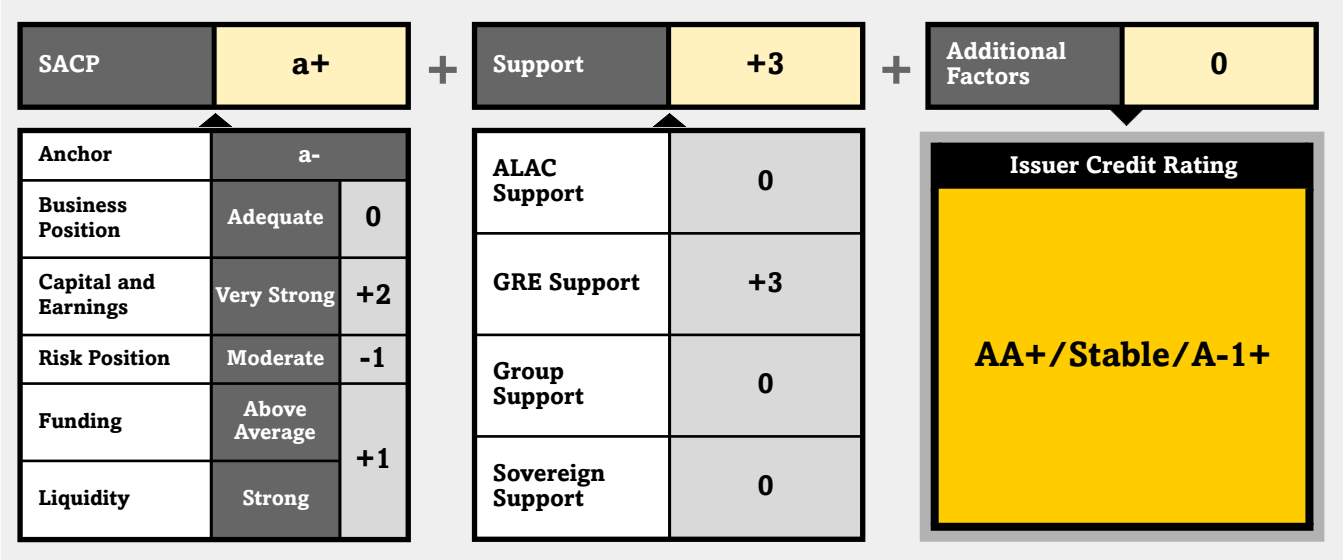 SACP
a+
+
Support
+3
+
Additional
Factors
0
Anchor
a-
Business
Position
Adequate
0
Capital and
Earnings
Very Strong
+2
Risk Position
Moderate
-1
Funding
Above
Average
+1
Liquidity
Strong
ALAC
Support
0
GRE Support
+3
Group
Support
0
Sovereign
Support
0
Issuer Credit Rating
AA+/Stable/A-1+